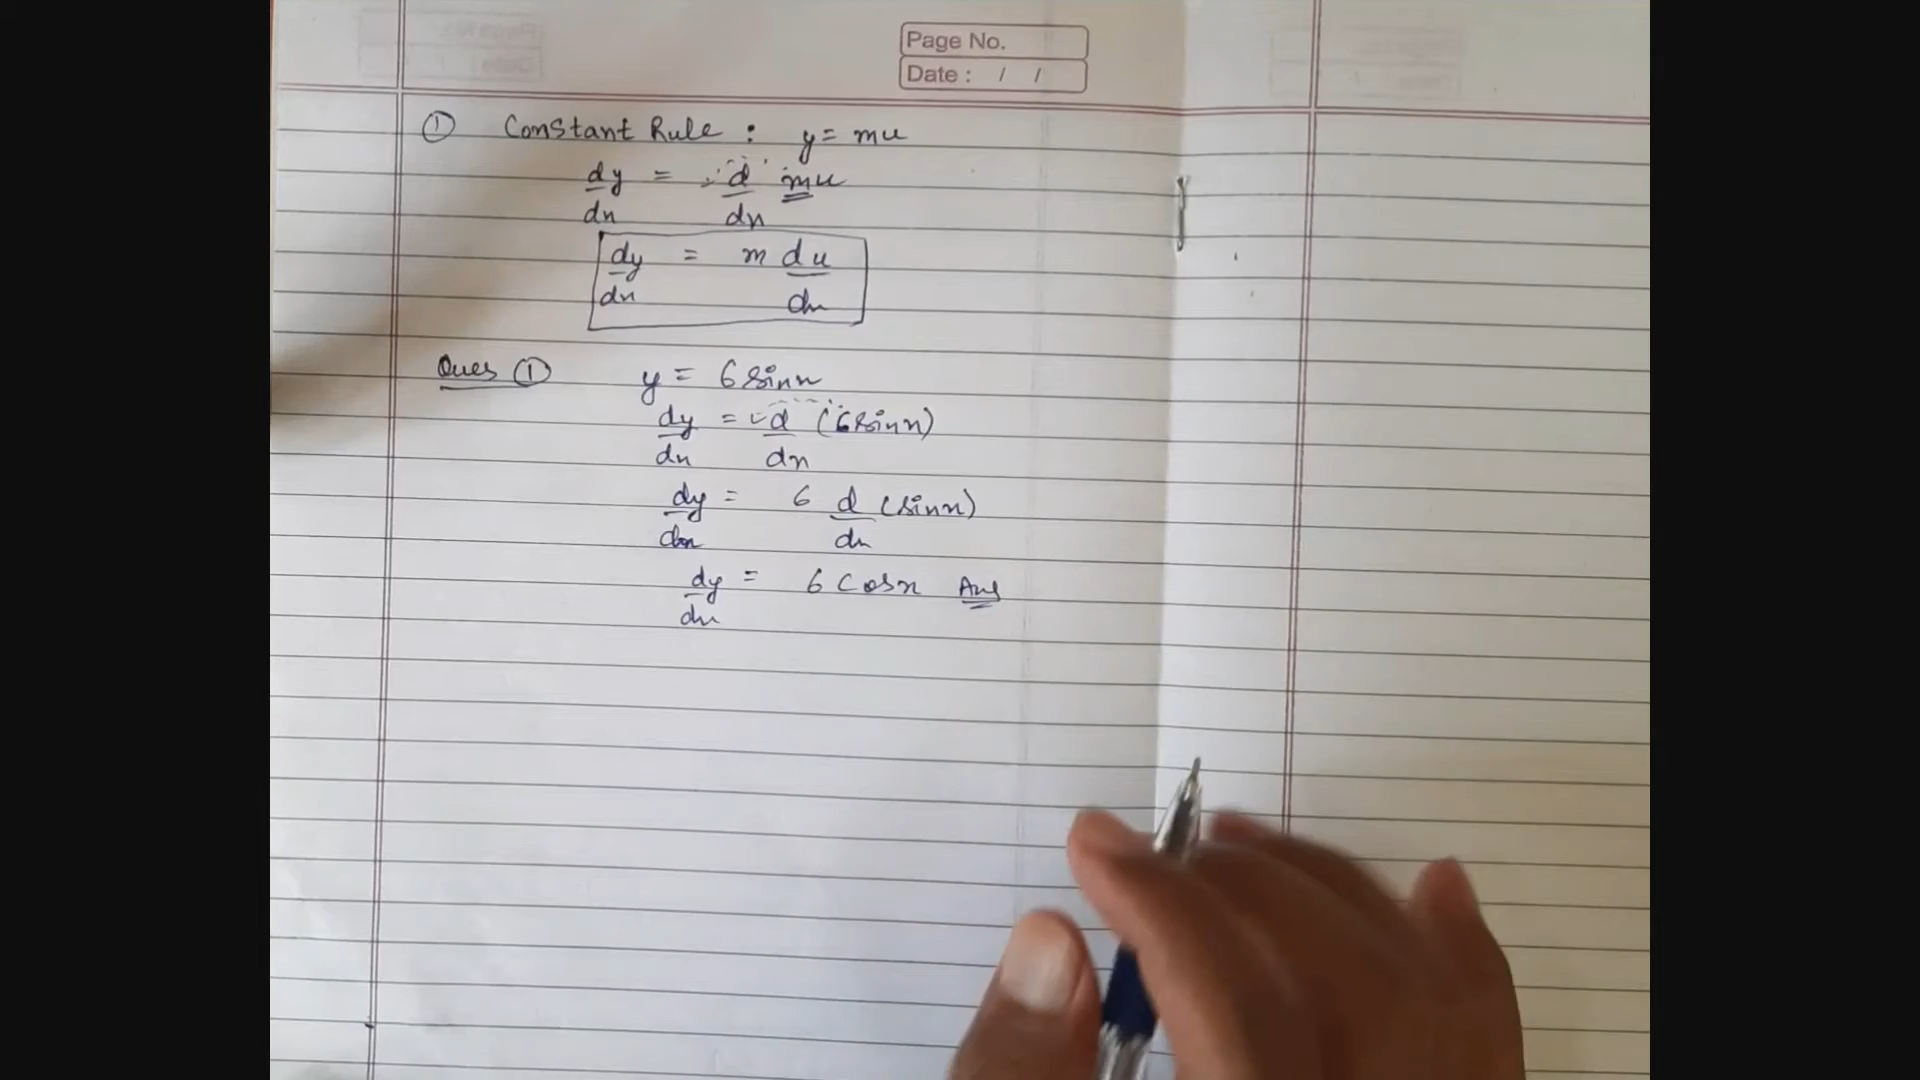 Page No.
Date : / /
① Constant Rule : y = mu
dy/dx = d/dx mu
dy/dx = m du/dx
Ques ① y = 6 sinx
dy/dx = d/dx (6 sinx)
dy/dx = 6 d/dx (sinx)
dy/dx = 6 Cosx Ans